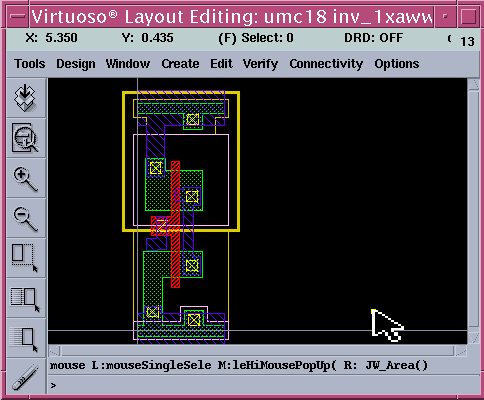 Virtuoso® Layout Editing: umc18 inv_1xaww
X: 5.350 Y: 0.435 (F) Select: 0 DRD: OFF 13
Tools Design Window Create Edit Verify Connectivity Options
mouse L:mouseSingleSele M:leHiMousePopUp( R: JW_Area()
>